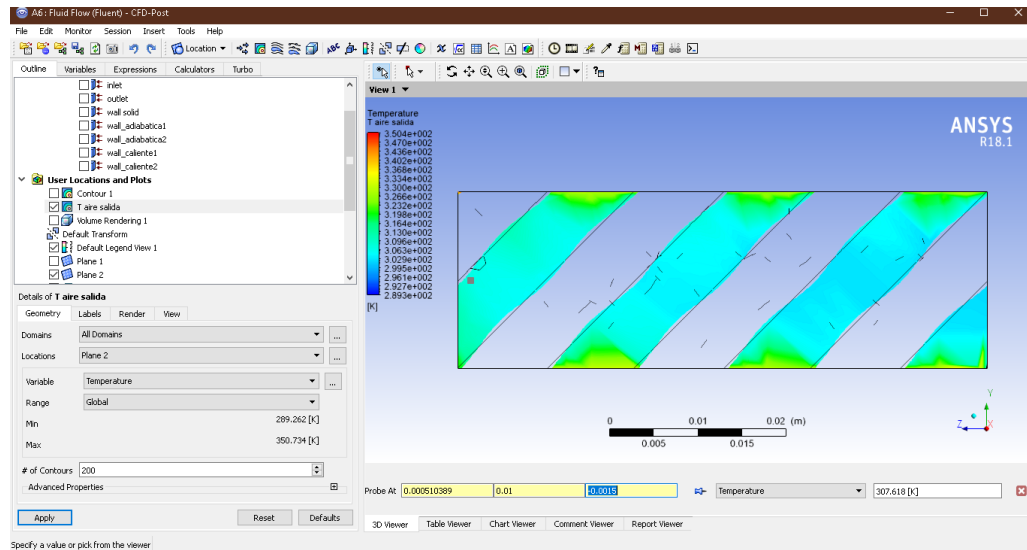 A6 : Fluid Flow (Fluent) - CFD-Post
File Edit Monitor Session Insert Tools Help
Location
Outline Variables Expressions Calculators Turbo
inlet
outlet
wall solid
wall_adiabatica1
wall_adiabatica2
wall_caliente1
wall_caliente2
User Locations and Plots
Contour 1
T aire salida
Volume Rendering 1
Default Transform
Default Legend View 1
Plane 1
Plane 2
Details of T aire salida
Geometry Labels Render View
Domains All Domains ...
Locations Plane 2 ...
Variable Temperature ...
Range Global
Min 289.262 [K]
Max 350.734 [K]
# of Contours 200
Advanced Properties
Apply Reset Defaults
Specify a value or pick from the viewer
View 1
Temperature
T aire salida
3.504e+002
3.470e+002
3.436e+002
3.402e+002
3.368e+002
3.334e+002
3.300e+002
3.266e+002
3.232e+002
3.198e+002
3.164e+002
3.130e+002
3.096e+002
3.063e+002
3.029e+002
2.995e+002
2.961e+002
2.927e+002
2.893e+002
[K]
ANSYS
R18.1
0 0.01 0.02 (m)
0.005 0.015
Y
Z X
Probe At 0.000510389 0.01 -0.0015 Temperature 307.618 [K]
3D Viewer Table Viewer Chart Viewer Comment Viewer Report Viewer